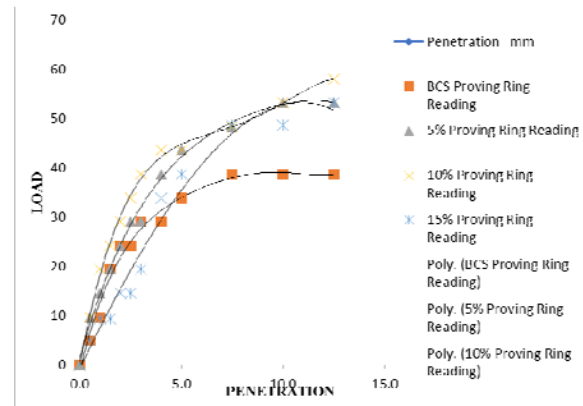 70
60
50
40
30
20
10
0
LOAD
0.0 5.0 10.0 15.0
PENETRATION
Penetration mm
BCS Proving Ring
Reading
5% Proving Ring Reading
10% Proving Ring
Reading
15% Proving Ring
Reading
Poly. (BCS Proving Ring
Reading)
Poly. (5% Proving Ring
Reading)
Poly. (10% Proving Ring
Reading)